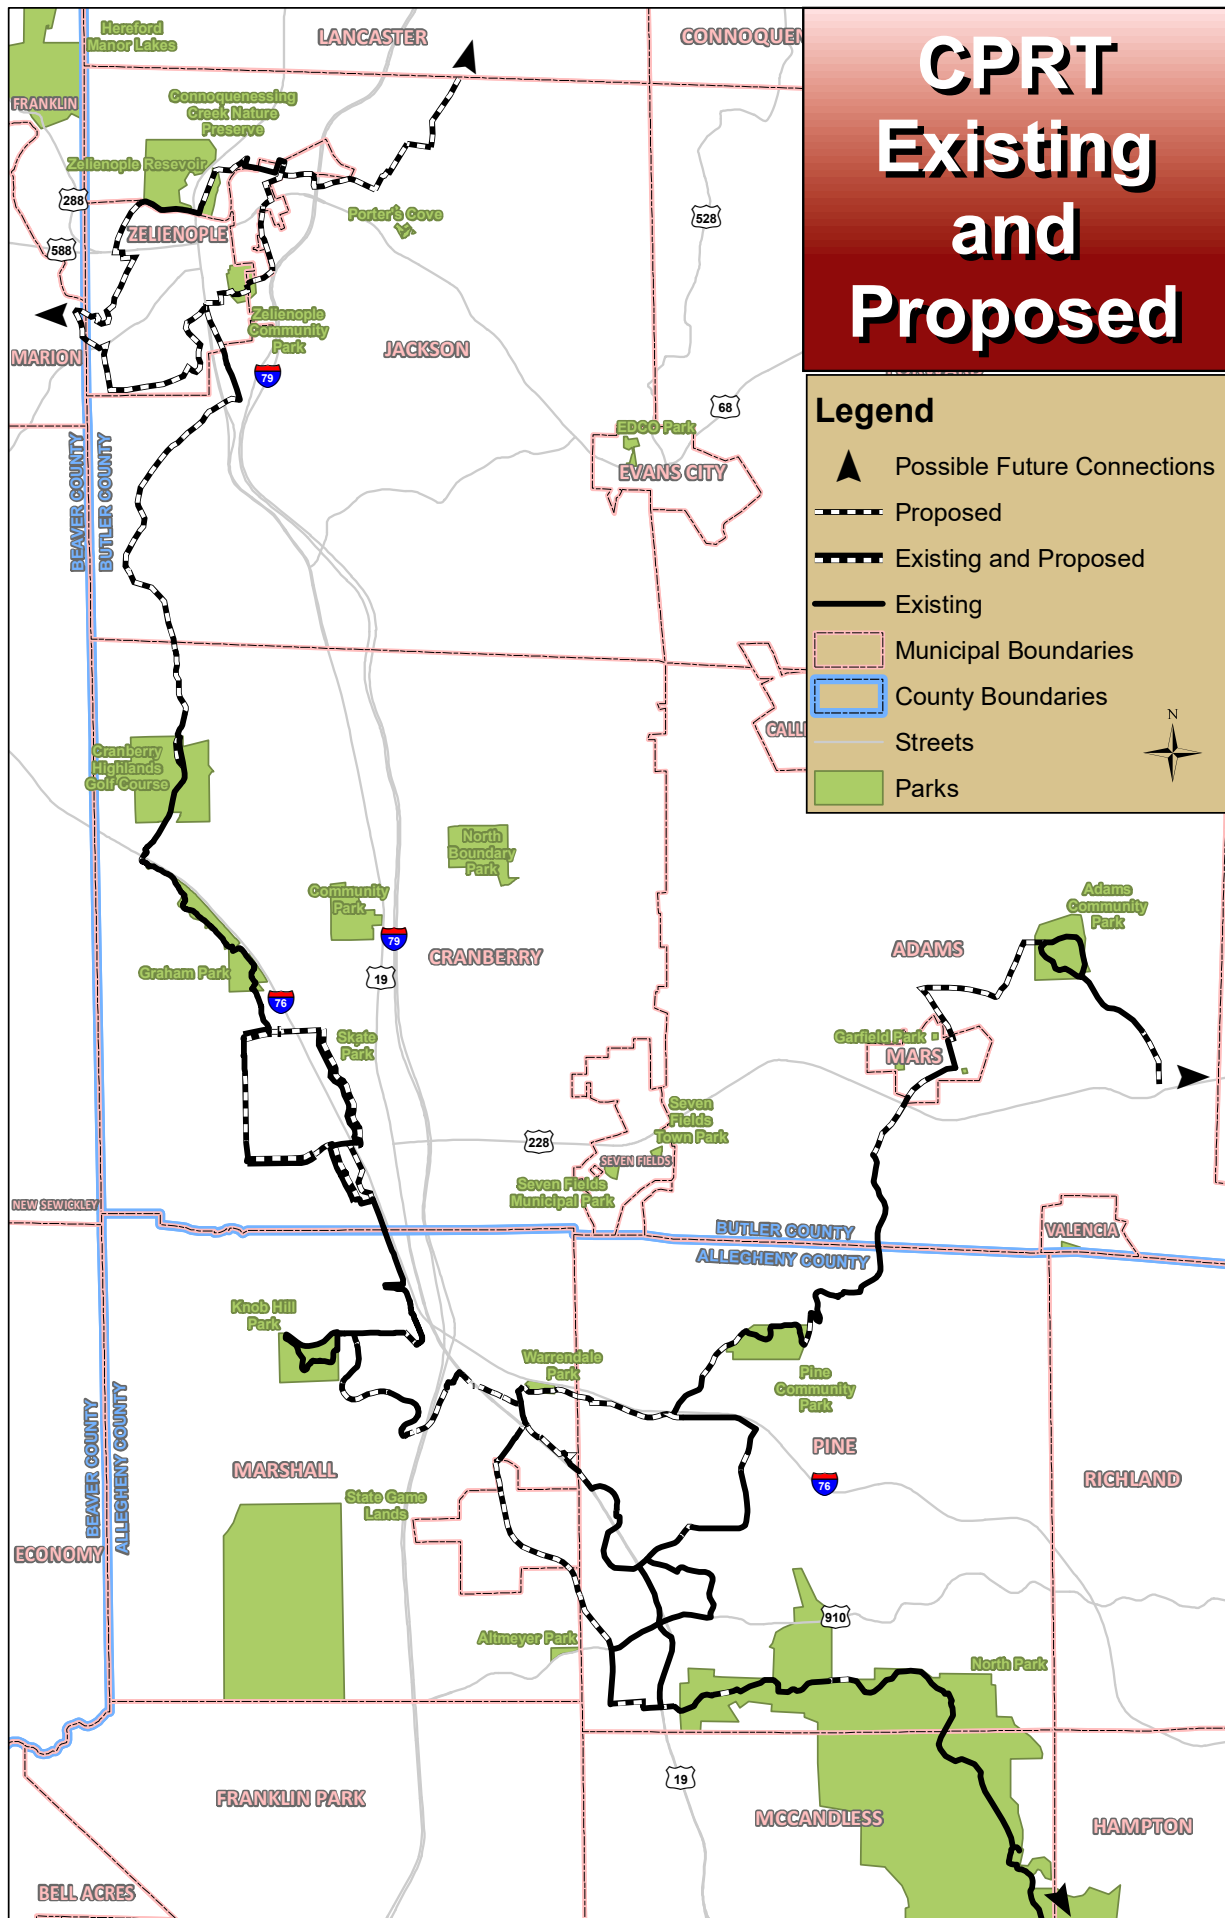 CPRT
Existing
and
Proposed
Legend
Possible Future Connections
Proposed
Existing and Proposed
Existing
Municipal Boundaries
County Boundaries
Streets
Parks
N
Hereford
Manor Lakes
LANCASTER
CONNOQUEN
FRANKLIN
Connoquenessing
Creek Nature
Preserve
Zelienople Resevoir
288
Porter's Cove
528
ZELIENOPLE
588
Zelienople
Community
Park
MARION
JACKSON
79
68
EDCO Park
EVANS CITY
BEAVER COUNTY
BUTLER COUNTY
CALL
Cranberry
Highlands
Golf Course
North
Boundary
Park
Community
Park
Adams
Community
Park
79
CRANBERRY
ADAMS
Graham Park
19
76
Skate
Park
Garfield Park
MARS
Seven
Fields
Town Park
228
SEVEN FIELDS
Seven Fields
Municipal Park
NEW SEWICKLEY
BUTLER COUNTY
ALLEGHENY COUNTY
VALENCIA
Knob Hill
Park
Warrendale
Park
Pine
Community
Park
BEAVER COUNTY
ALLEGHENY COUNTY
PINE
MARSHALL
76
RICHLAND
State Game
Lands
ECONOMY
910
Altmeyer Park
North Park
19
FRANKLIN PARK
MCCANDLESS
HAMPTON
BELL ACRES